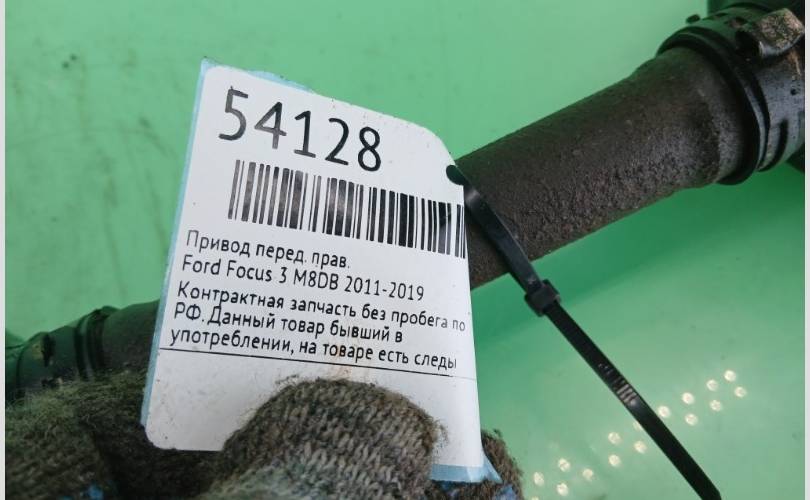 54128
Привод перед. прав.
Ford Focus 3 M8DB 2011-2019
Контрактная запчасть без пробега по
РФ. Данный товар бывший в
употреблении, на товаре есть следы